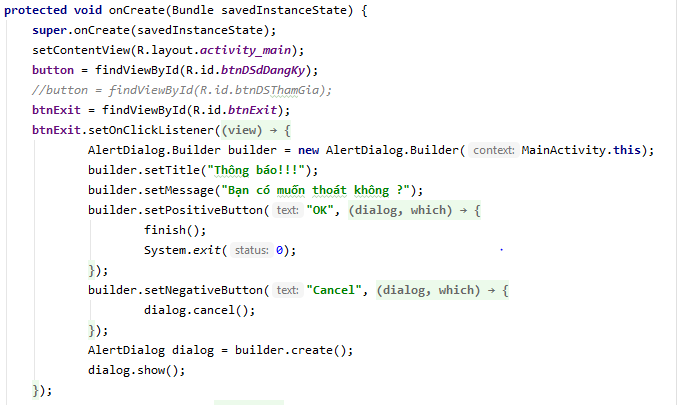 protected void onCreate(Bundle savedInstanceState) {
super.onCreate(savedInstanceState);
setContentView(R.layout.activity_main);
button = findViewById(R.id.btnDSdDangKy);
//button = findViewById(R.id.btnDSThamGia);
btnExit = findViewById(R.id.btnExit);
btnExit.setOnClickListener((view) → {
AlertDialog.Builder builder = new AlertDialog.Builder( context: MainActivity.this);
builder.setTitle("Thông báo!!!");
builder.setMessage("Bạn có muốn thoát không ?");
builder.setPositiveButton( text: "OK", (dialog, which) → {
finish();
System.exit( status: 0);
});
builder.setNegativeButton( text: "Cancel", (dialog, which) → {
dialog.cancel();
});
AlertDialog dialog = builder.create();
dialog.show();
});